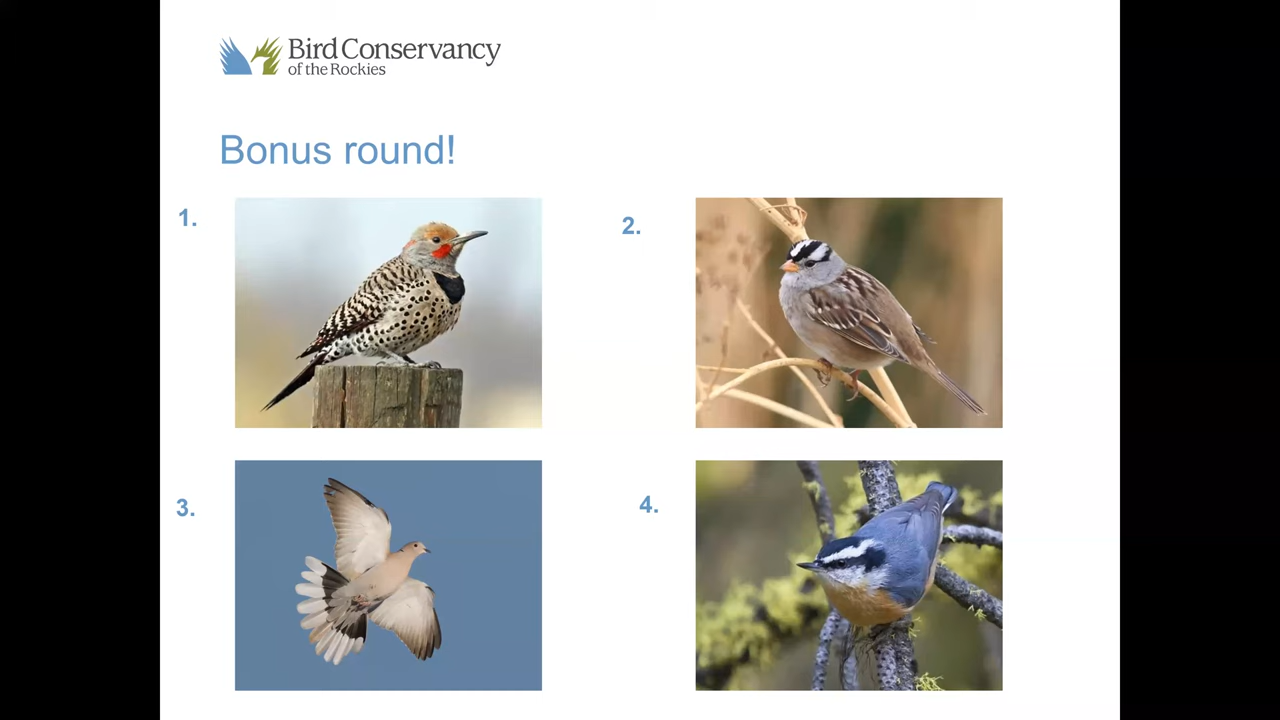 Bird Conservancy
of the Rockies
Bonus round!
1.
2.
3.
4.